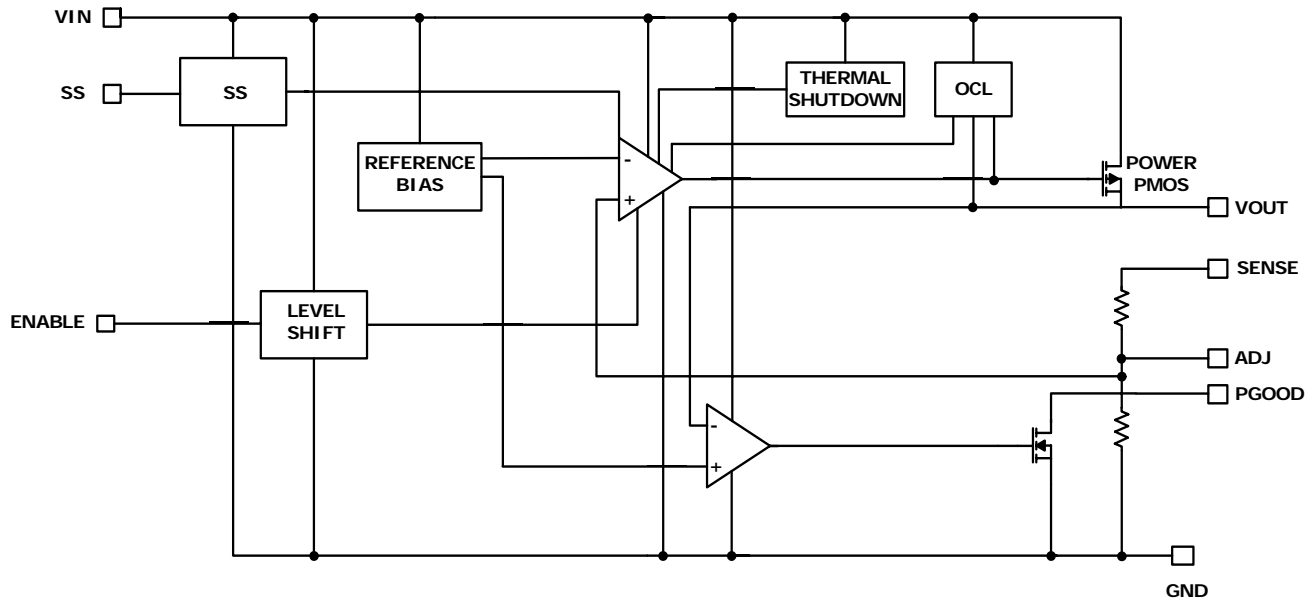 VIN
SS
SS
THERMAL
SHUTDOWN
OCL
REFERENCE
BIAS
-
+
POWER
PMOS
VOUT
SENSE
ENABLE
LEVEL
SHIFT
ADJ
PGOOD
-
+
GND